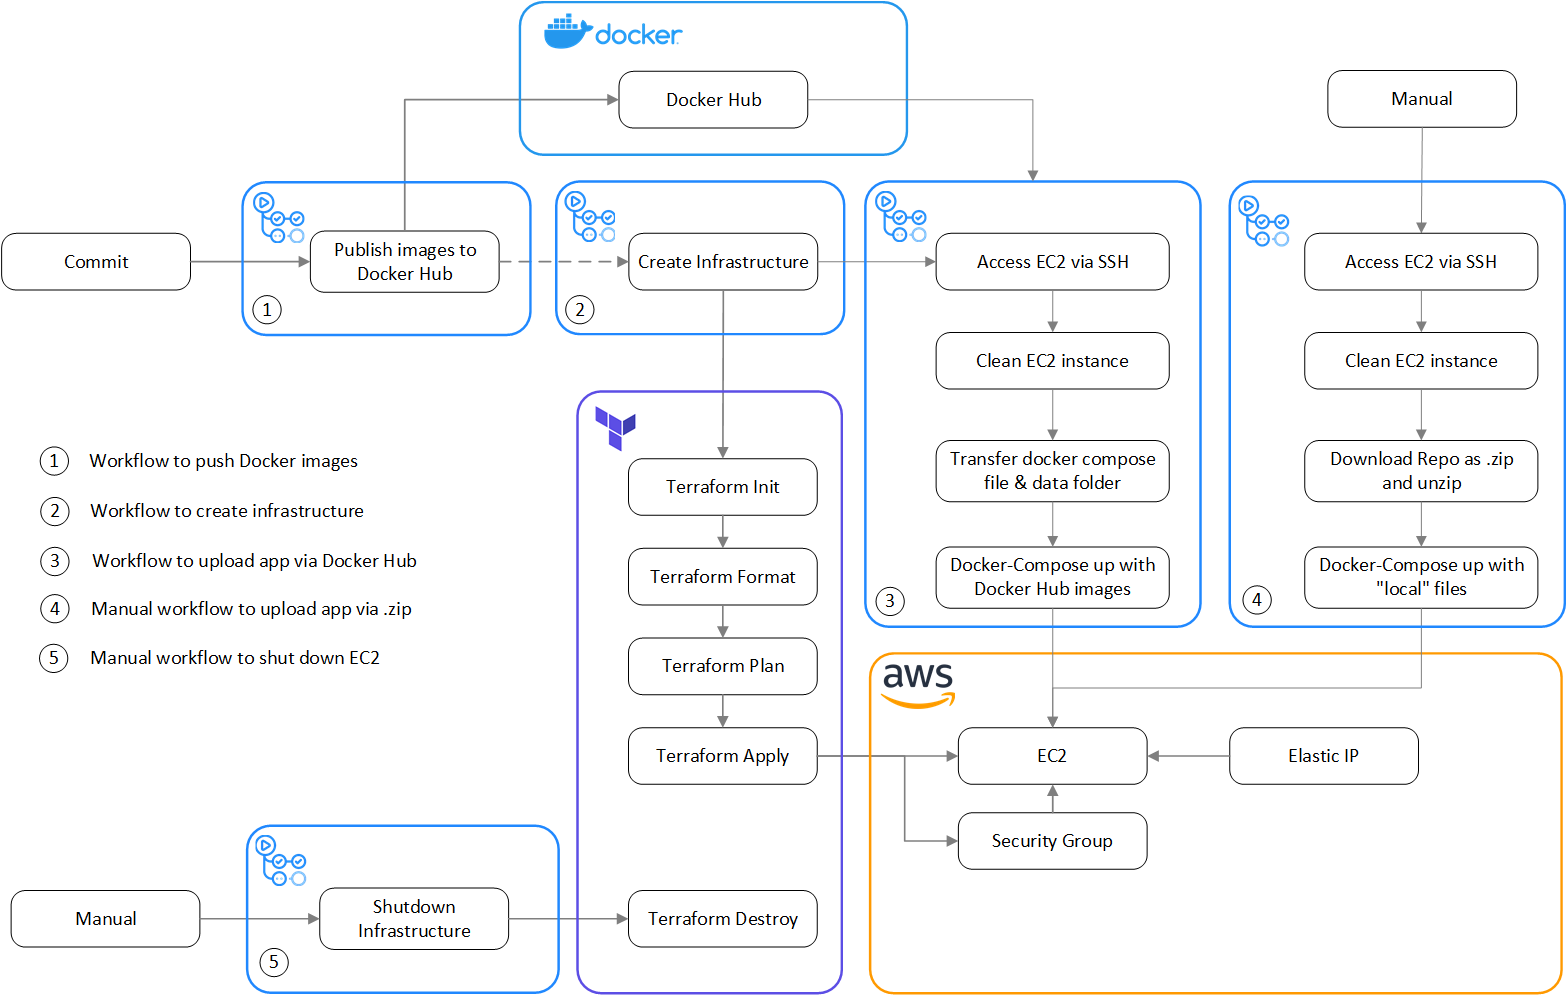 docker
Docker Hub
Manual
Commit
Publish images to
Docker Hub
1
Create Infrastructure
2
Access EC2 via SSH
Clean EC2 instance
Transfer docker compose
file & data folder
Docker-Compose up with
Docker Hub images
3
Access EC2 via SSH
Clean EC2 instance
Download Repo as .zip
and unzip
Docker-Compose up with
"local" files
4
1 Workflow to push Docker images
2 Workflow to create infrastructure
3 Workflow to upload app via Docker Hub
4 Manual workflow to upload app via .zip
5 Manual workflow to shut down EC2
Terraform Init
Terraform Format
Terraform Plan
Terraform Apply
Terraform Destroy
aws
EC2
Elastic IP
Security Group
Manual
Shutdown
Infrastructure
5